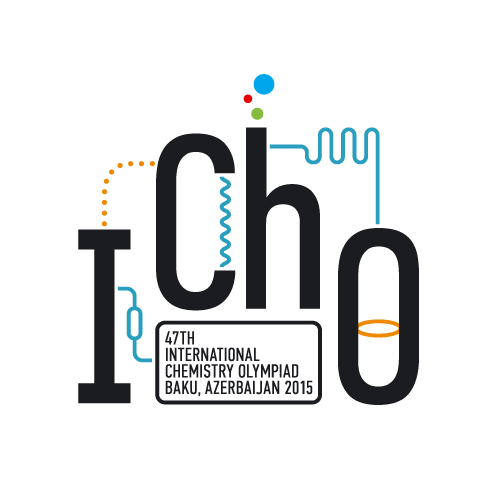 IChO
47TH
INTERNATIONAL
CHEMISTRY OLYMPIAD
BAKU, AZERBAIJAN 2015